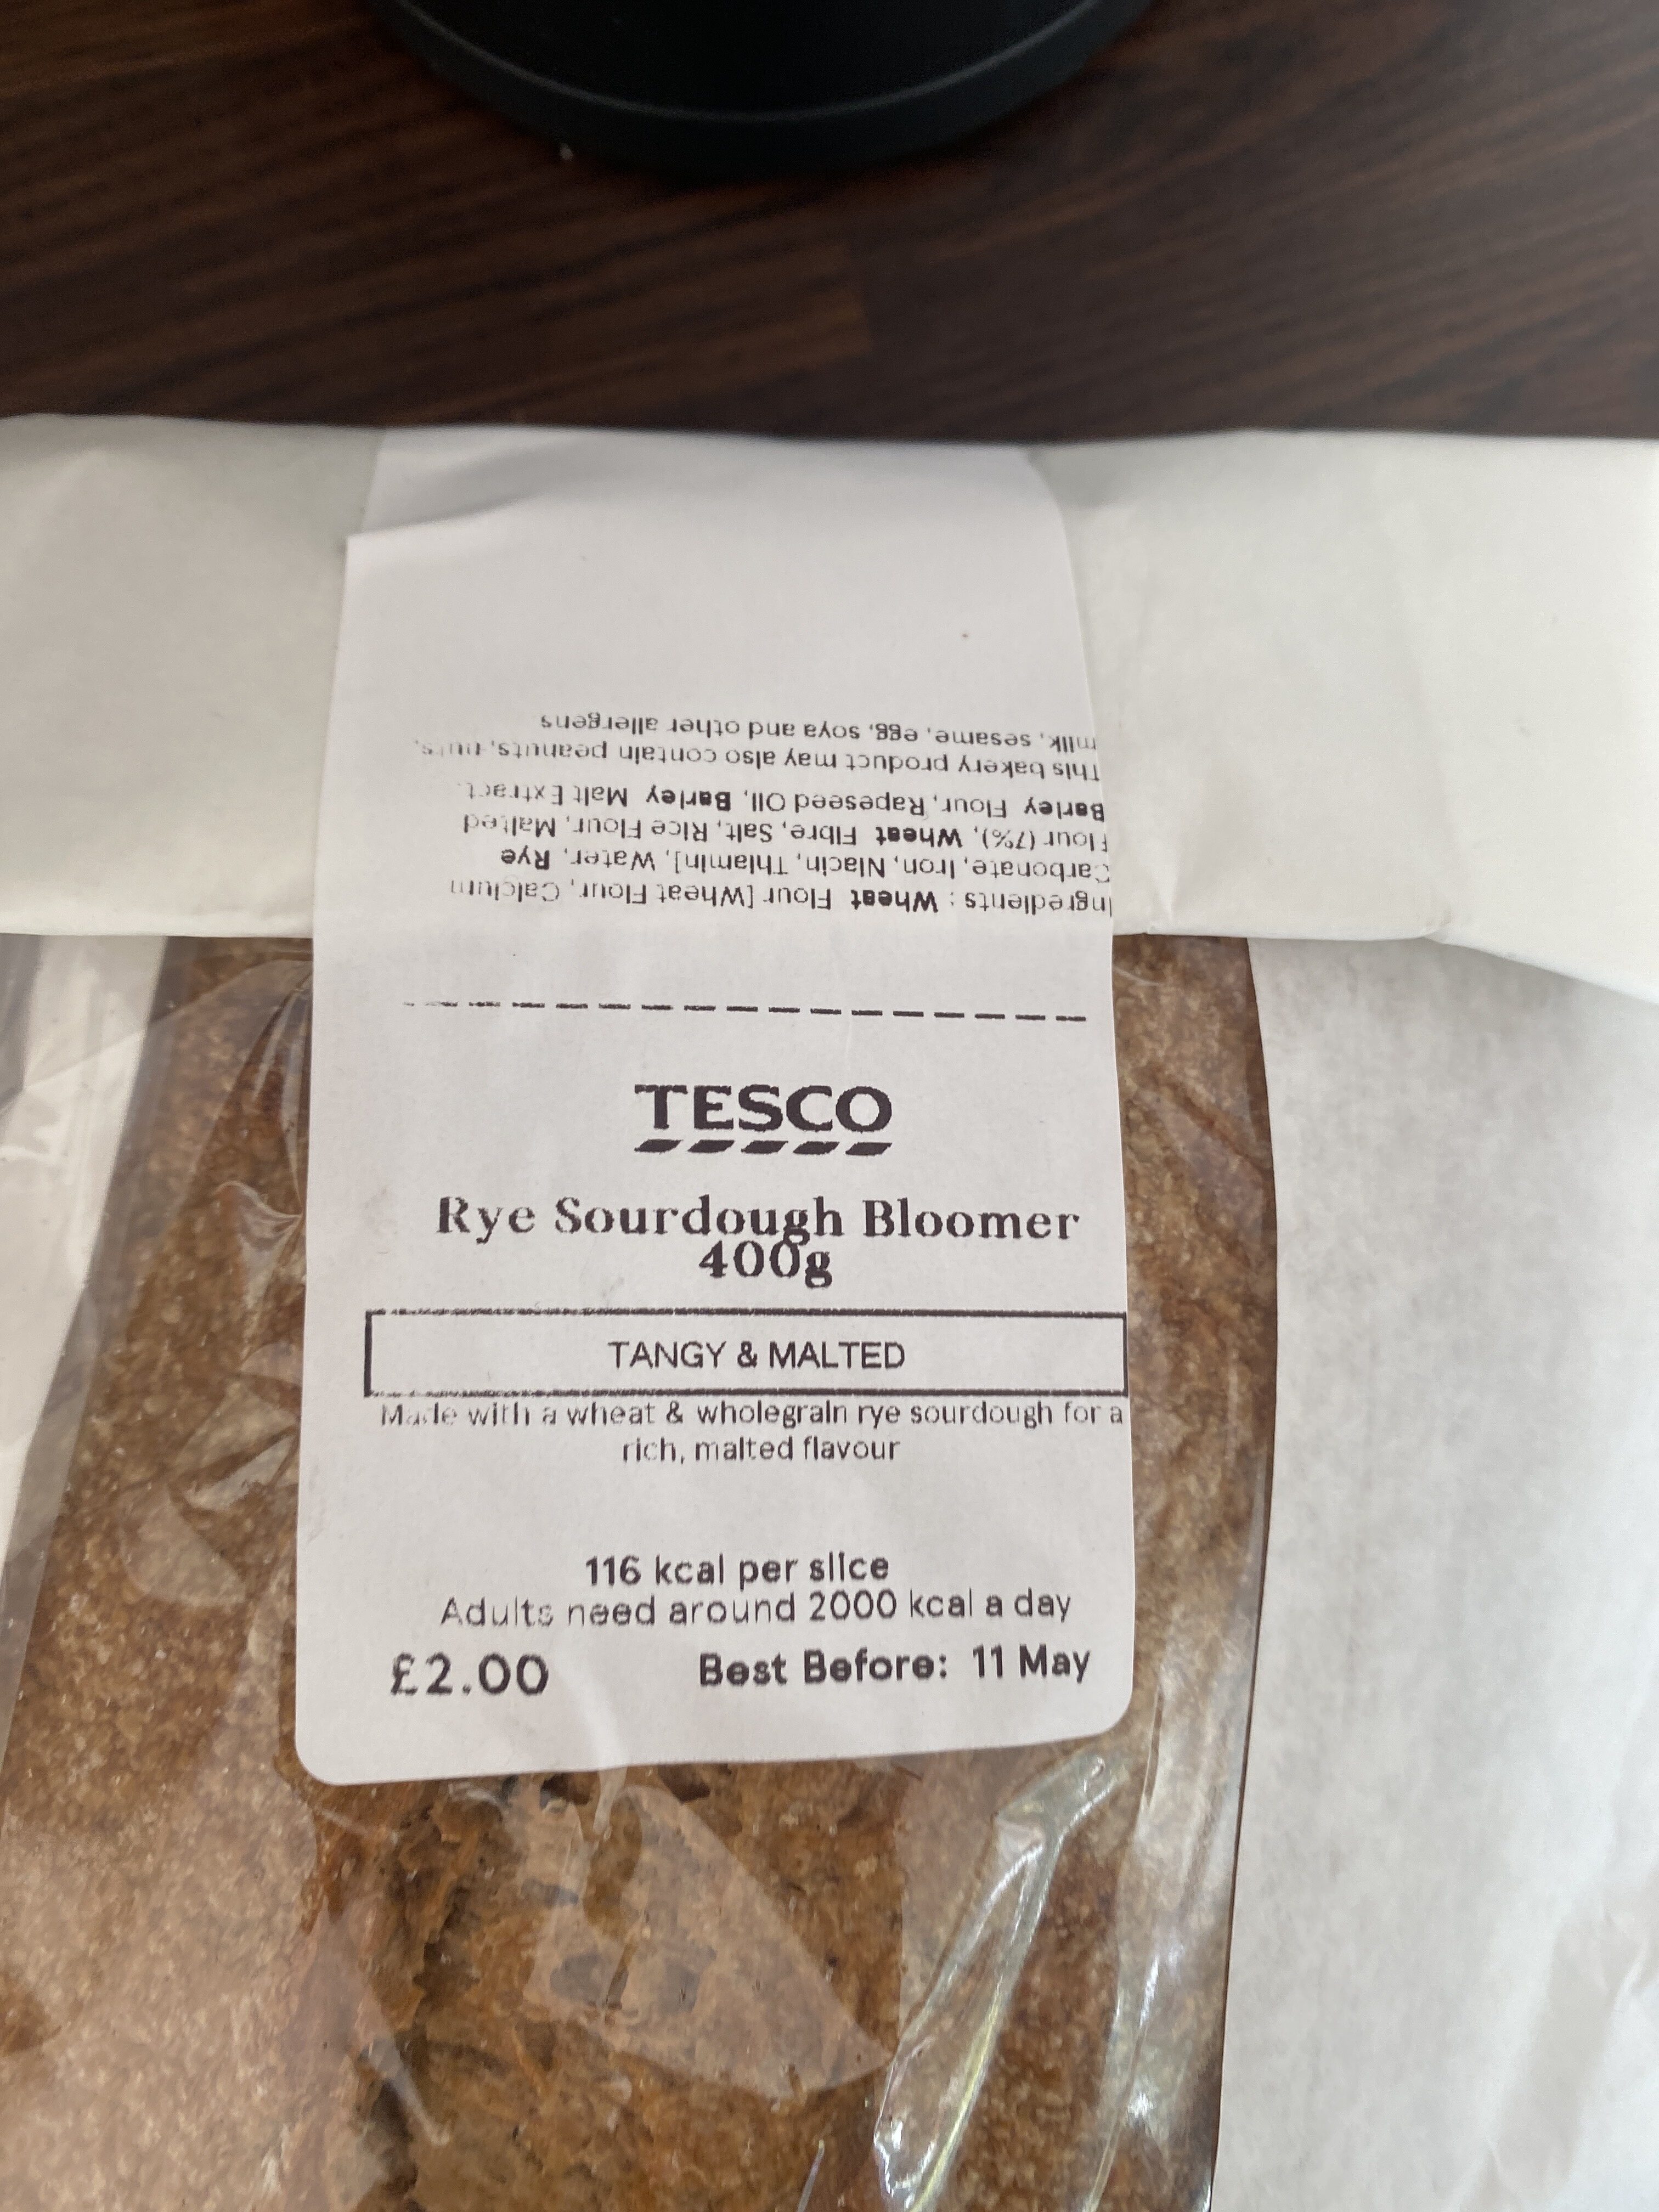 TESCO
Rye Sourdough Bloomer
400g
TANGY & MALTED
Made with a wheat & wholegrain rye sourdough for a
rich, malted flavour
116 kcal per slice
Adults need around 2000 kcal a day
£2.00 Best Before: 11 May
Ingredients : Wheat Flour [Wheat Flour, Calcium
Carbonate, Iron, Niacin, Thiamin], Water, Rye
Flour (7%), Wheat Fibre, Salt, Rice Flour, Malted
Barley Flour, Rapeseed Oil, Barley Malt Extract.
This bakery product may also contain peanuts, nuts,
milk, sesame, egg, soya and other allergens